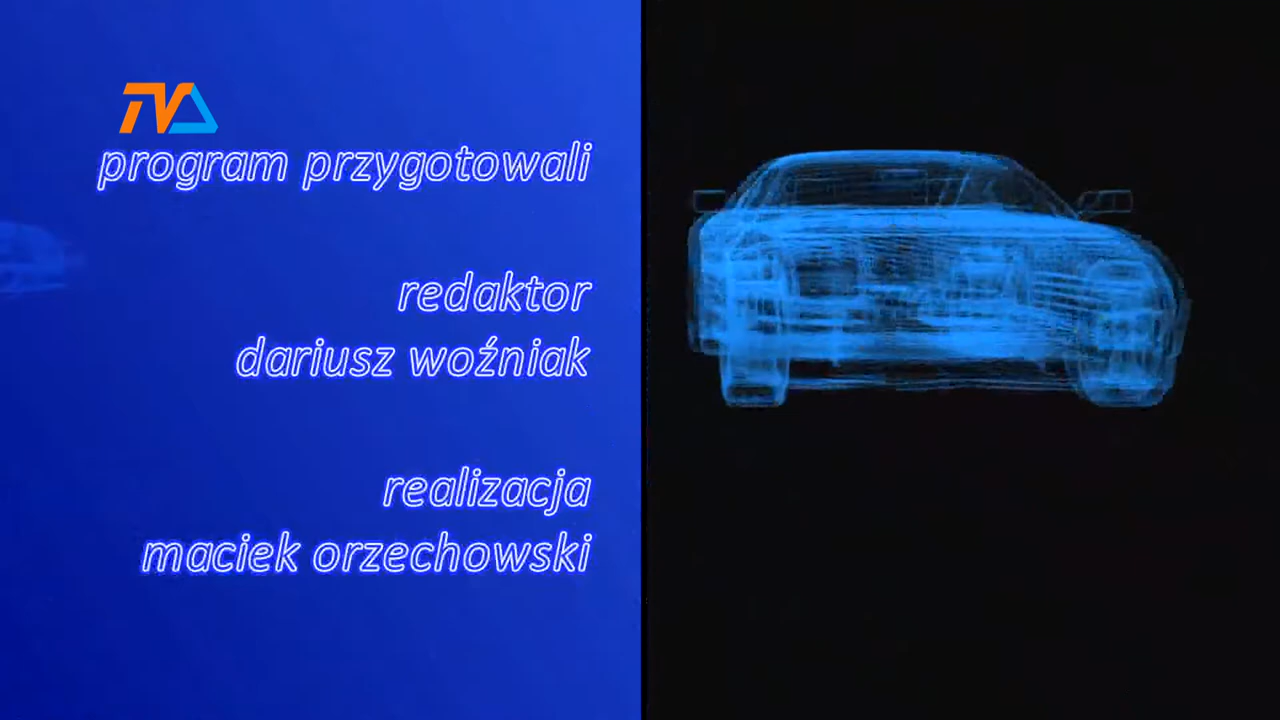 TVA
program przygotowali
redaktor
dariusz woźniak
realizacja
maciek orzechowski